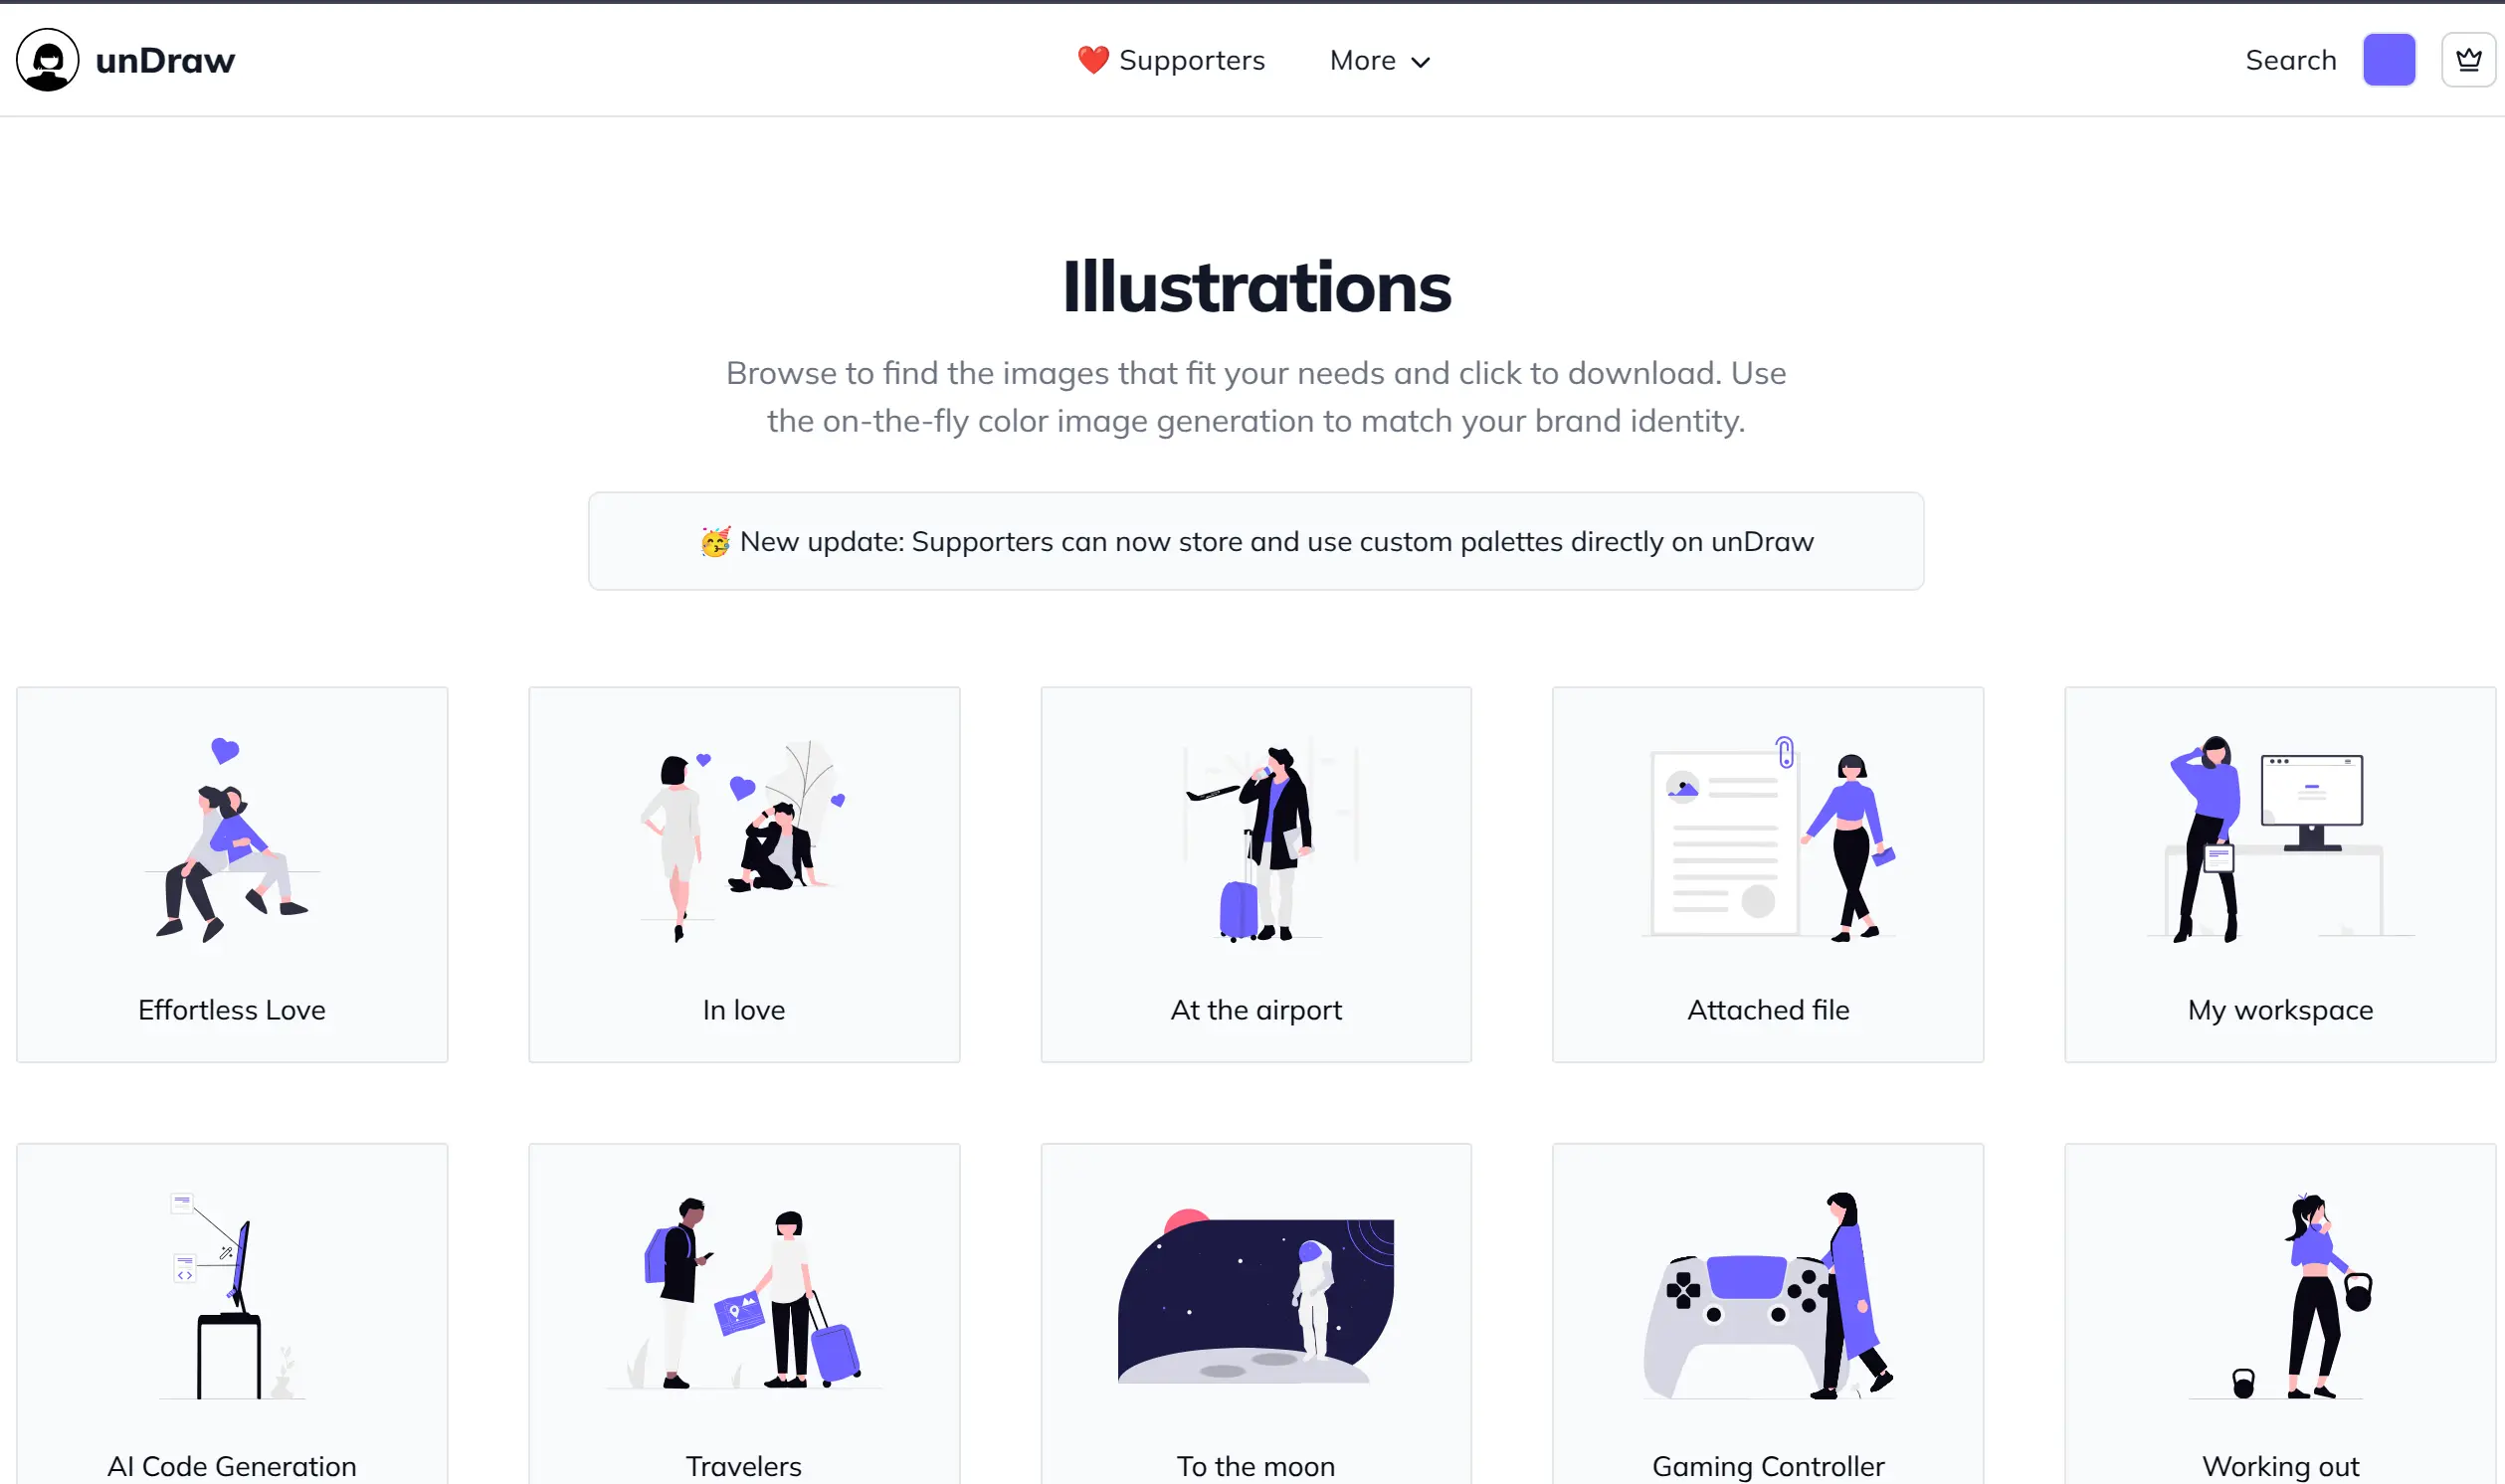 unDraw
❤️ Supporters
More
Search
Illustrations
Browse to find the images that fit your needs and click to download. Use
the on-the-fly color image generation to match your brand identity.
🥳 New update: Supporters can now store and use custom palettes directly on unDraw
Effortless Love
In love
At the airport
Attached file
My workspace
AI Code Generation
Travelers
To the moon
Gaming Controller
Working out